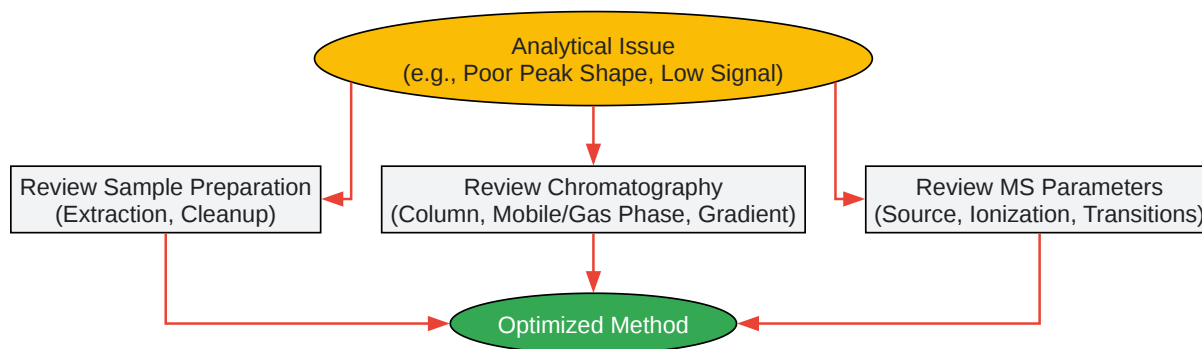 Analytical Issue
(e.g., Poor Peak Shape, Low Signal)
Review Sample Preparation
(Extraction, Cleanup)
Review Chromatography
(Column, Mobile/Gas Phase, Gradient)
Review MS Parameters
(Source, Ionization, Transitions)
Optimized Method